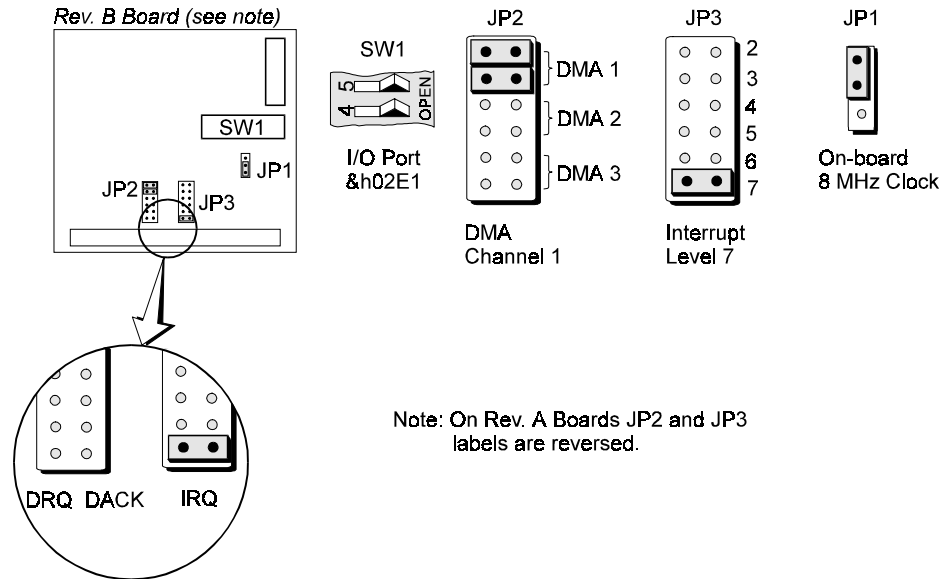 Rev. B Board (see note)
SW1
JP1
JP2
JP3
SW1
5
4
OPEN
I/O Port
&h02E1
JP2
DMA 1
DMA 2
DMA 3
DMA
Channel 1
JP3
2
3
4
5
6
7
Interrupt
Level 7
JP1
On-board
8 MHz Clock
DRQ DACK IRQ
Note: On Rev. A Boards JP2 and JP3
labels are reversed.